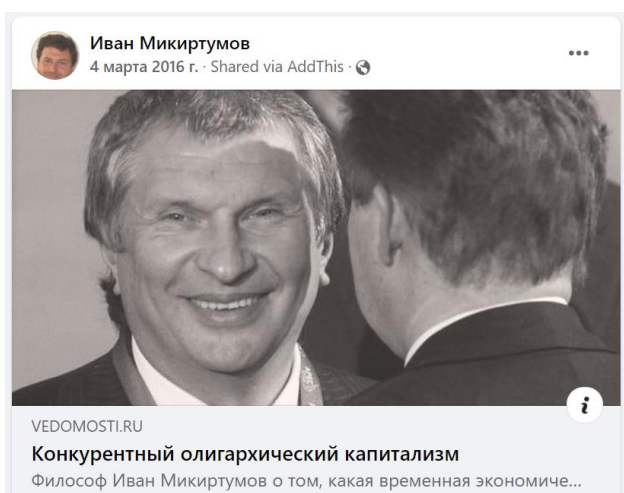 Иван Микиртумов
4 марта 2016 г. · Shared via AddThis ·
VEDOMOSTI.RU
Конкурентный олигархический капитализм
Философ Иван Микиртумов о том, какая временная экономиче...